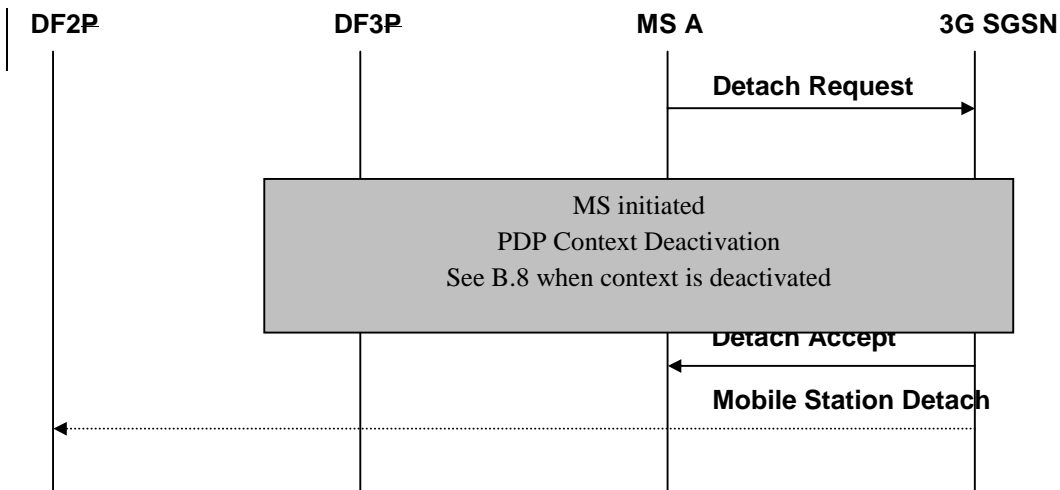 DF2P DF3P MS A 3G SGSN
Detach Request
MS initiated
PDP Context Deactivation
See B.8 when context is deactivated
Detach Accept
Mobile Station Detach